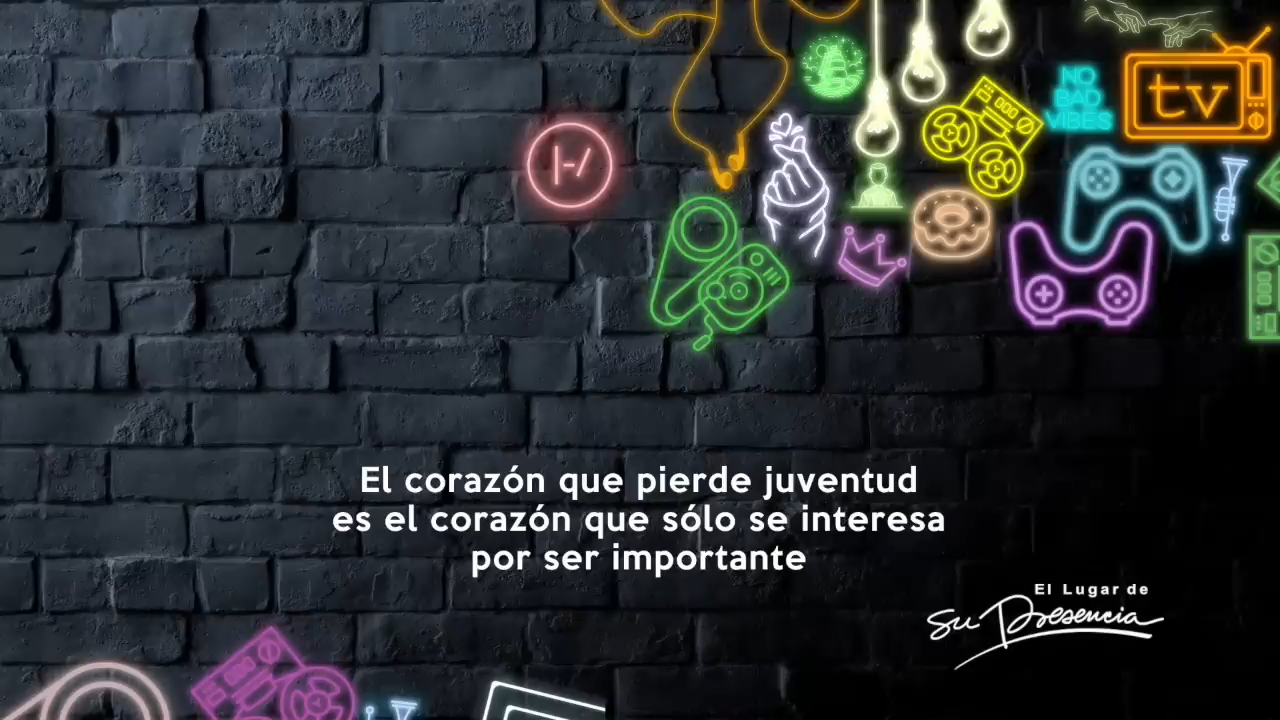 NO
BAD
VIBES
tv
El corazón que pierde juventud
es el corazón que sólo se interesa
por ser importante
El Lugar de
Su Presencia